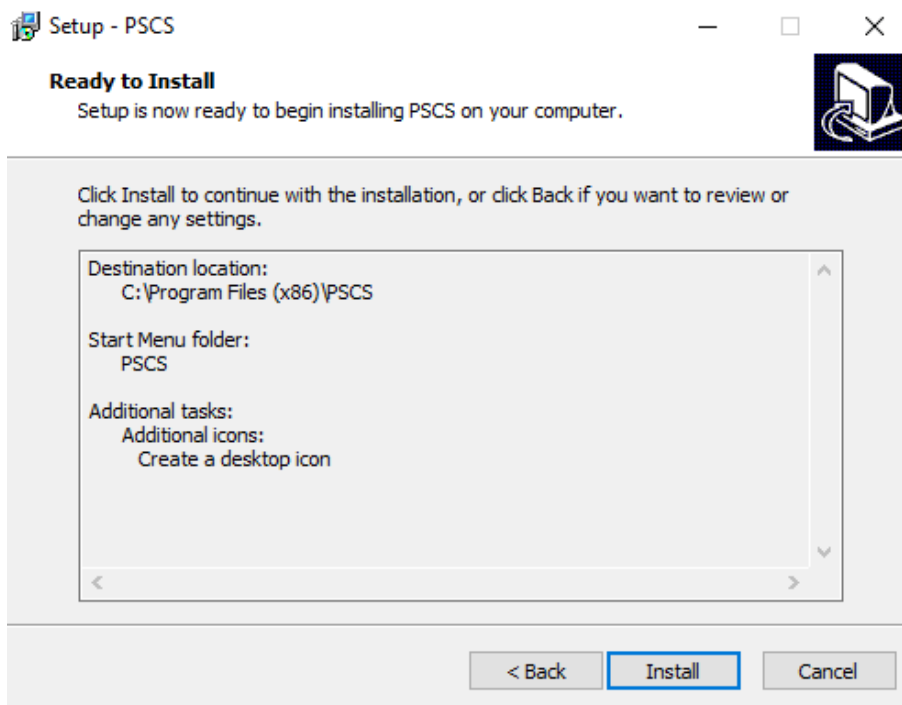 Setup - PSCS
Ready to Install
Setup is now ready to begin installing PSCS on your computer.
Click Install to continue with the installation, or click Back if you want to review or
change any settings.
Destination location:
C:\Program Files (x86)\PSCS
Start Menu folder:
PSCS
Additional tasks:
Additional icons:
Create a desktop icon
< Back
Install
Cancel